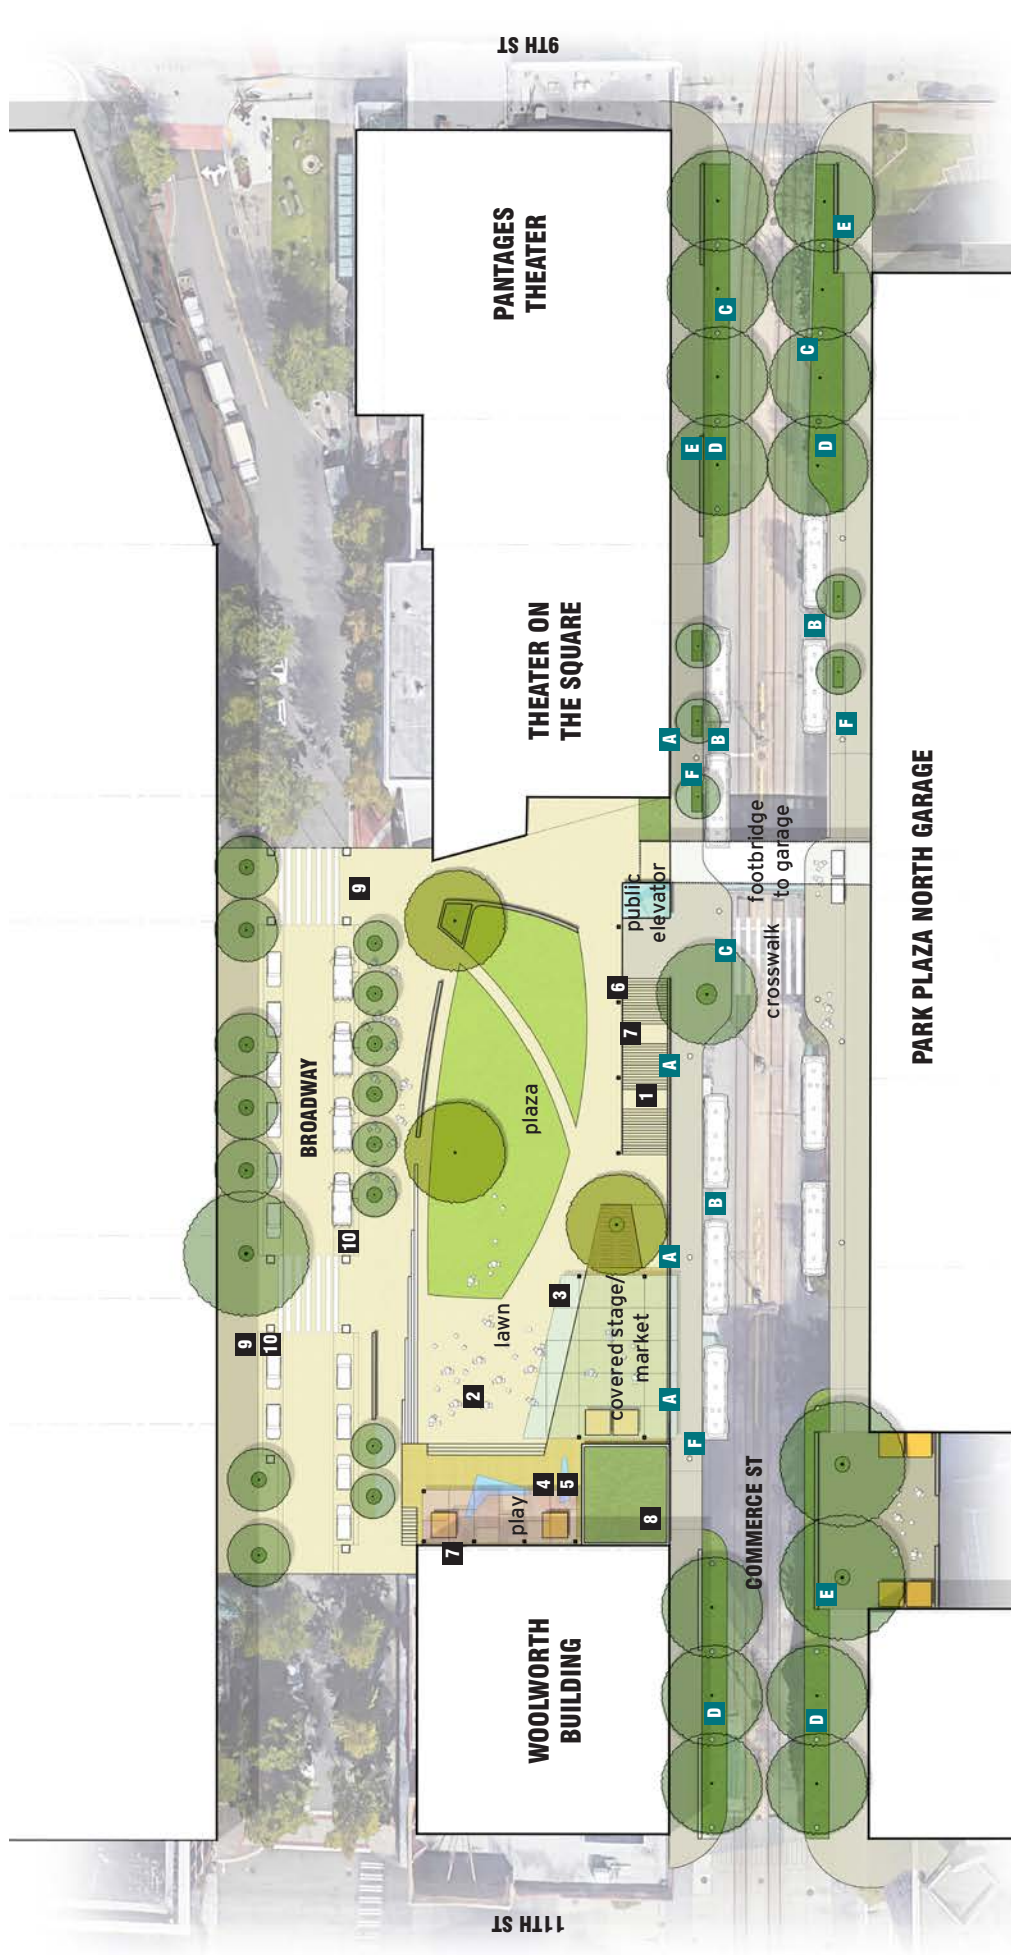 9TH ST
PANTAGES
THEATER
E
C
C
E
D
D
THEATER ON
THE SQUARE
B
F
A
B
F
footbridge
to garage
public
elevator
9
PARK PLAZA NORTH GARAGE
crosswalk
C
6
7
A
1
BROADWAY
plaza
B
10
A
3
covered stage/
market
lawn
9
10
2
A
F
4
5
play
7
8
COMMERCE ST
E
WOOLWORTH
BUILDING
D
D
11TH ST